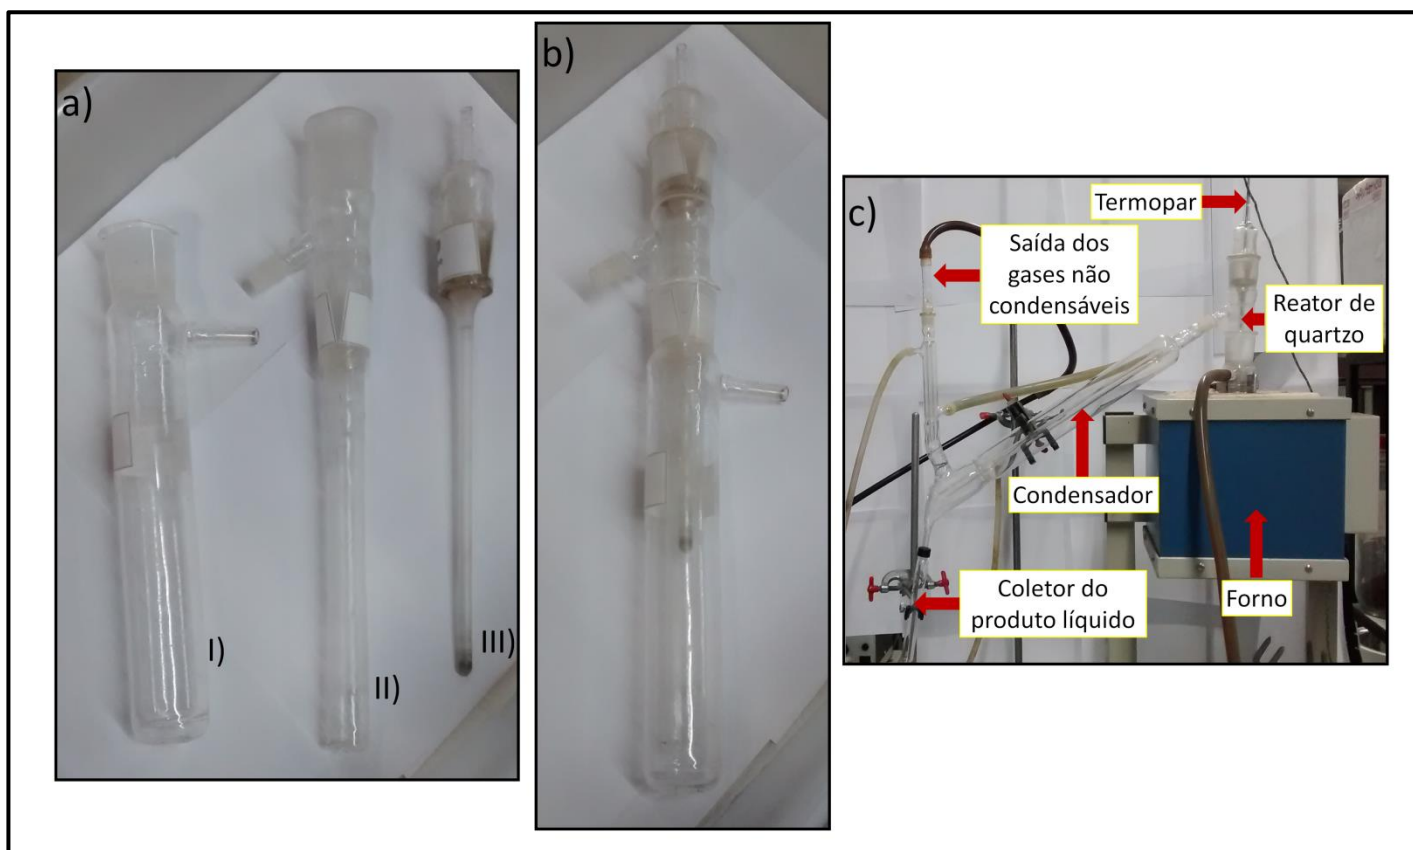 a)
I)
II)
III)
b)
c)
Termopar
Saída dos
gases não
condensáveis
Reator de
quartzo
Condensador
Coletor do
produto líquido
Forno